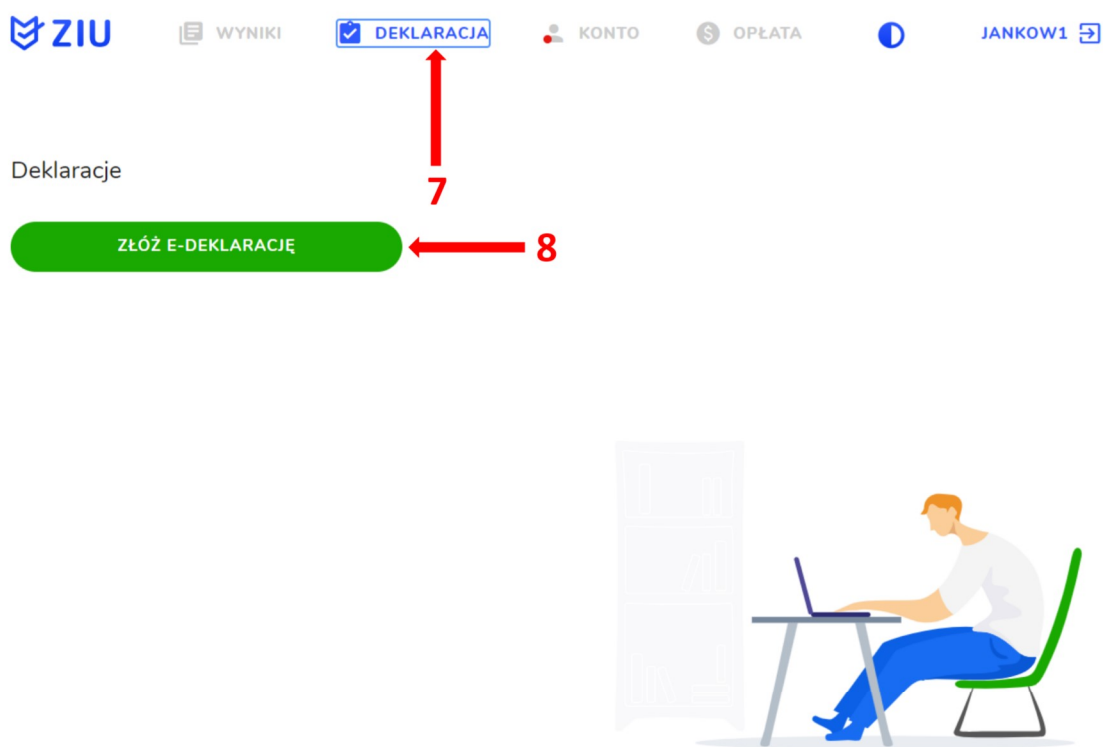 ZIU WYNIKI DEKLARACJA KONTO $ OPŁATA JANKOW1
Deklaracje
7
ZŁÓŻ E-DEKLARACJĘ 8